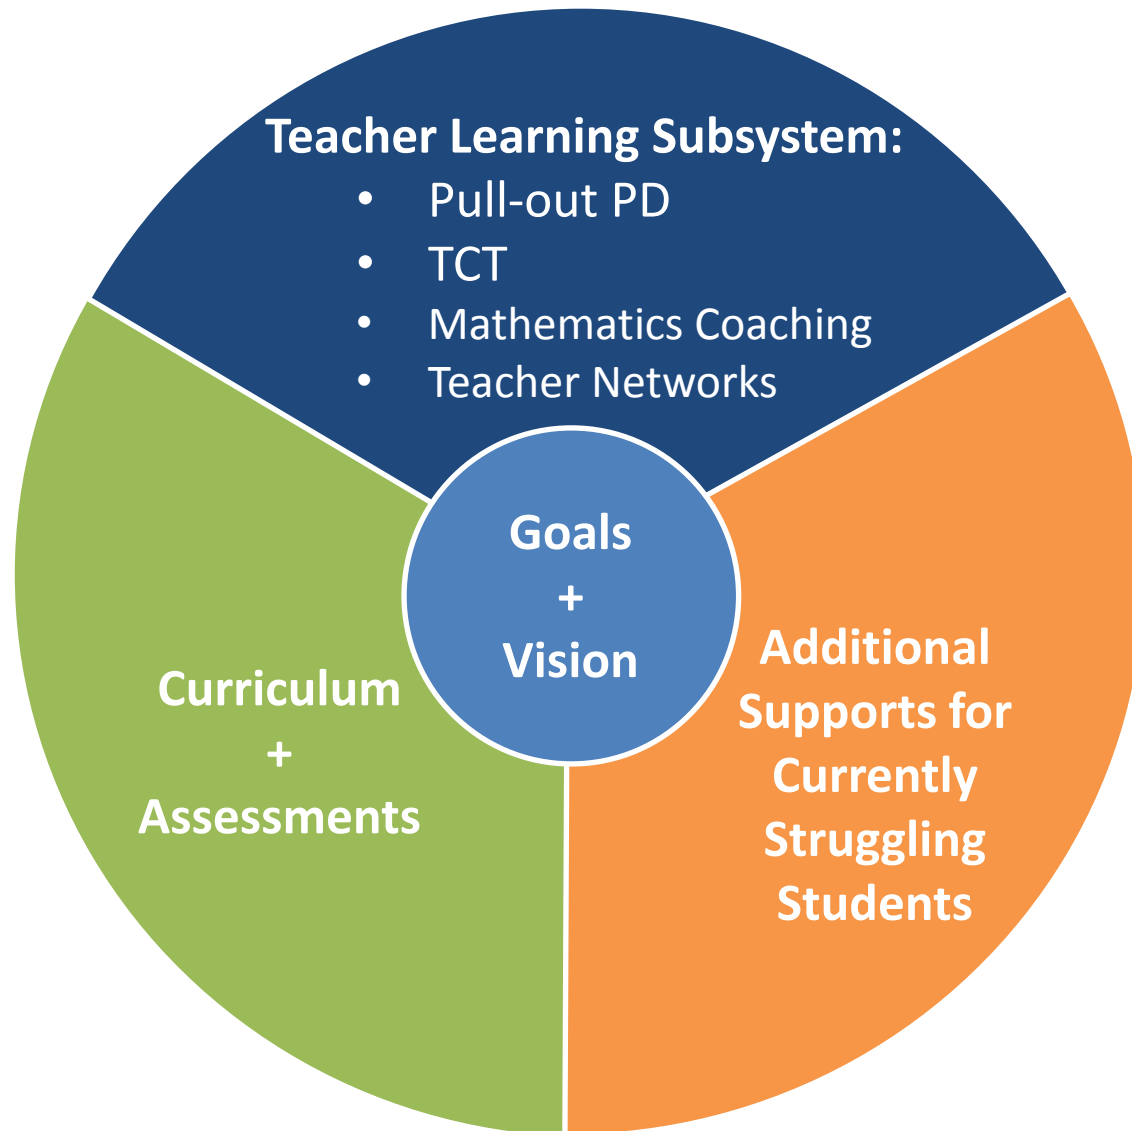 Teacher Learning Subsystem:
• Pull-out PD
• TCT
• Mathematics Coaching
• Teacher Networks
Goals
+
Vision
Curriculum
+
Assessments
Additional
Supports for
Currently
Struggling
Students